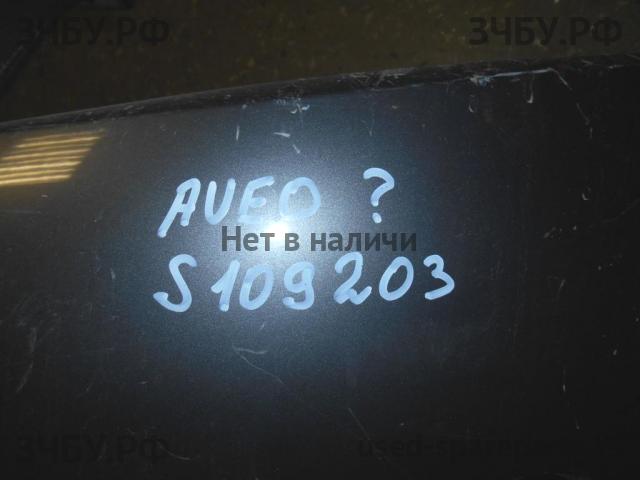 ЗЧБУ.РФ ЗЧБУ.РФ
AVEO ?
Нет в наличи
S109203
ЗЧБУ.РФ